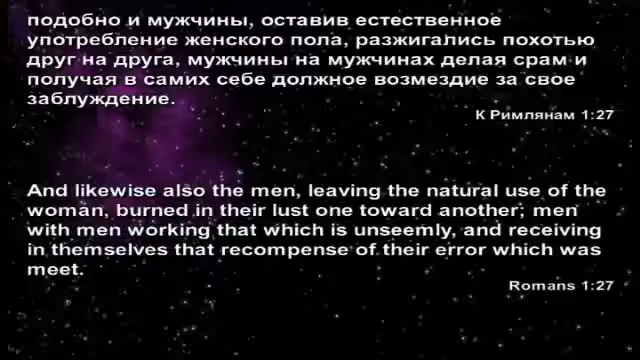 подобно и мужчины, оставив естественное
употребление женского пола, разжигались похотью
друг на друга, мужчины на мужчинах делая срам и
получая в самих себе должное возмездие за свое
заблуждение.
К Римлянам 1:27
And likewise also the men, leaving the natural use of the
woman, burned in their lust one toward another; men
with men working that which is unseemly, and receiving
in themselves that recompense of their error which was
meet.
Romans 1:27